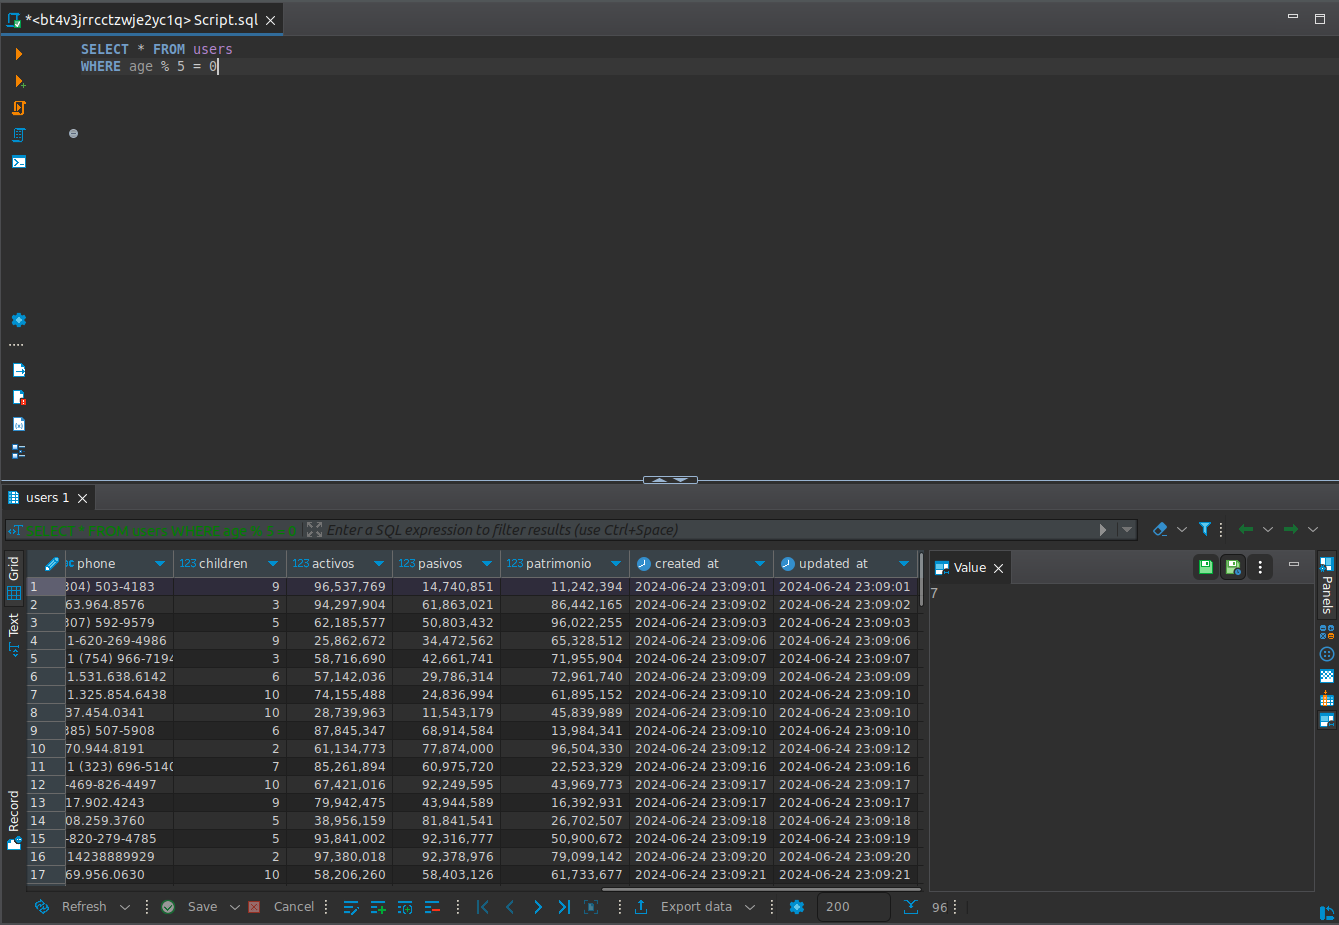 *<bt4v3jrrcctzwje2yc1q> Script.sql
SELECT * FROM users
WHERE age % 5 = 0
users 1
SELECT * FROM users WHERE age % 5 = 0 Enter a SQL expression to filter results (use Ctrl+Space)
Grid
Text
Record
phone 123 children 123 activos 123 pasivos 123 patrimonio created at updated at
1 304) 503-4183 9 96,537,769 14,740,851 11,242,394 2024-06-24 23:09:01 2024-06-24 23:09:01
2 63.964.8576 3 94,297,904 61,863,021 86,442,165 2024-06-24 23:09:02 2024-06-24 23:09:02
3 307) 592-9579 5 62,185,577 50,803,432 96,022,255 2024-06-24 23:09:03 2024-06-24 23:09:03
4 1-620-269-4986 9 25,862,672 34,472,562 65,328,512 2024-06-24 23:09:06 2024-06-24 23:09:06
5 1 (754) 966-7194 3 58,716,690 42,661,741 71,955,904 2024-06-24 23:09:07 2024-06-24 23:09:07
6 1.531.638.6142 6 57,142,036 29,786,314 72,961,740 2024-06-24 23:09:09 2024-06-24 23:09:09
7 1.325.854.6438 10 74,155,488 24,836,994 61,895,152 2024-06-24 23:09:10 2024-06-24 23:09:10
8 37.454.0341 10 28,739,963 11,543,179 45,839,989 2024-06-24 23:09:10 2024-06-24 23:09:10
9 385) 507-5908 6 87,845,347 68,914,584 13,984,341 2024-06-24 23:09:10 2024-06-24 23:09:10
10 70.944.8191 2 61,134,773 77,874,000 96,504,330 2024-06-24 23:09:12 2024-06-24 23:09:12
11 1 (323) 696-5140 7 85,261,894 60,975,720 22,523,329 2024-06-24 23:09:16 2024-06-24 23:09:16
12 -469-826-4497 10 67,421,016 92,249,595 43,969,773 2024-06-24 23:09:17 2024-06-24 23:09:17
13 17.902.4243 9 79,942,475 43,944,589 16,392,931 2024-06-24 23:09:17 2024-06-24 23:09:17
14 08.259.3760 5 38,956,159 81,841,541 26,702,507 2024-06-24 23:09:18 2024-06-24 23:09:18
15 -820-279-4785 5 93,841,002 92,316,777 50,900,672 2024-06-24 23:09:19 2024-06-24 23:09:19
16 14238889929 2 97,380,018 92,378,976 79,099,142 2024-06-24 23:09:20 2024-06-24 23:09:20
17 69.956.0630 10 58,206,260 58,403,126 61,733,677 2024-06-24 23:09:21 2024-06-24 23:09:21
Value
7
Panels
Refresh Save Cancel Export data 200 96